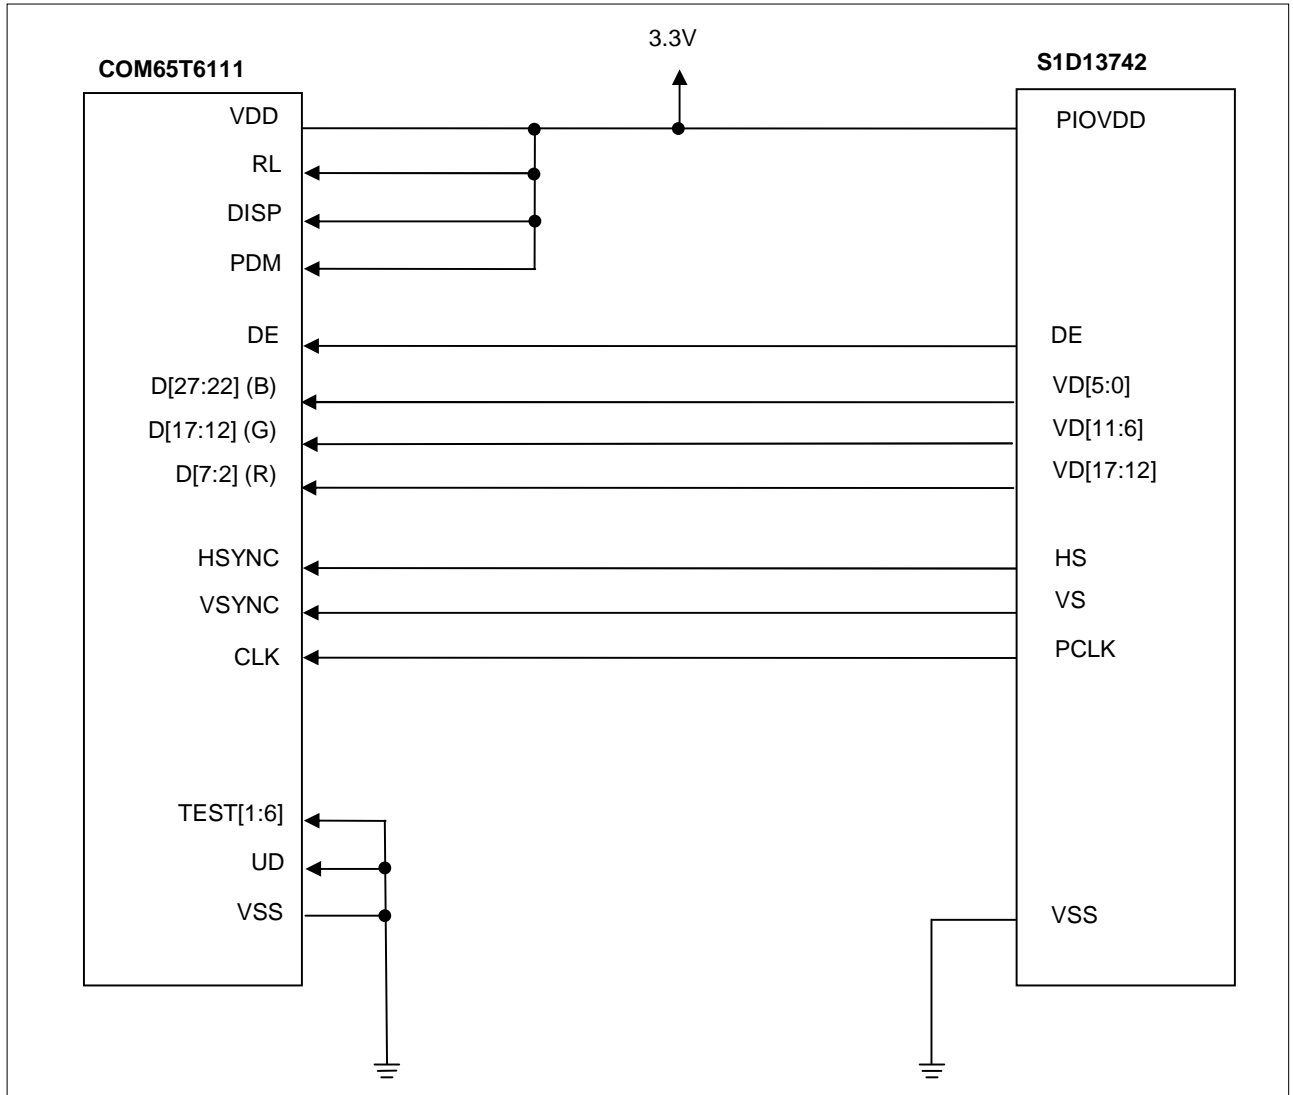 3.3V
COM65T6111
S1D13742
VDD
PIOVDD
RL
DISP
PDM
DE
DE
D[27:22] (B)
VD[5:0]
D[17:12] (G)
VD[11:6]
D[7:2] (R)
VD[17:12]
HSYNC
HS
VSYNC
VS
CLK
PCLK
TEST[1:6]
UD
VSS
VSS